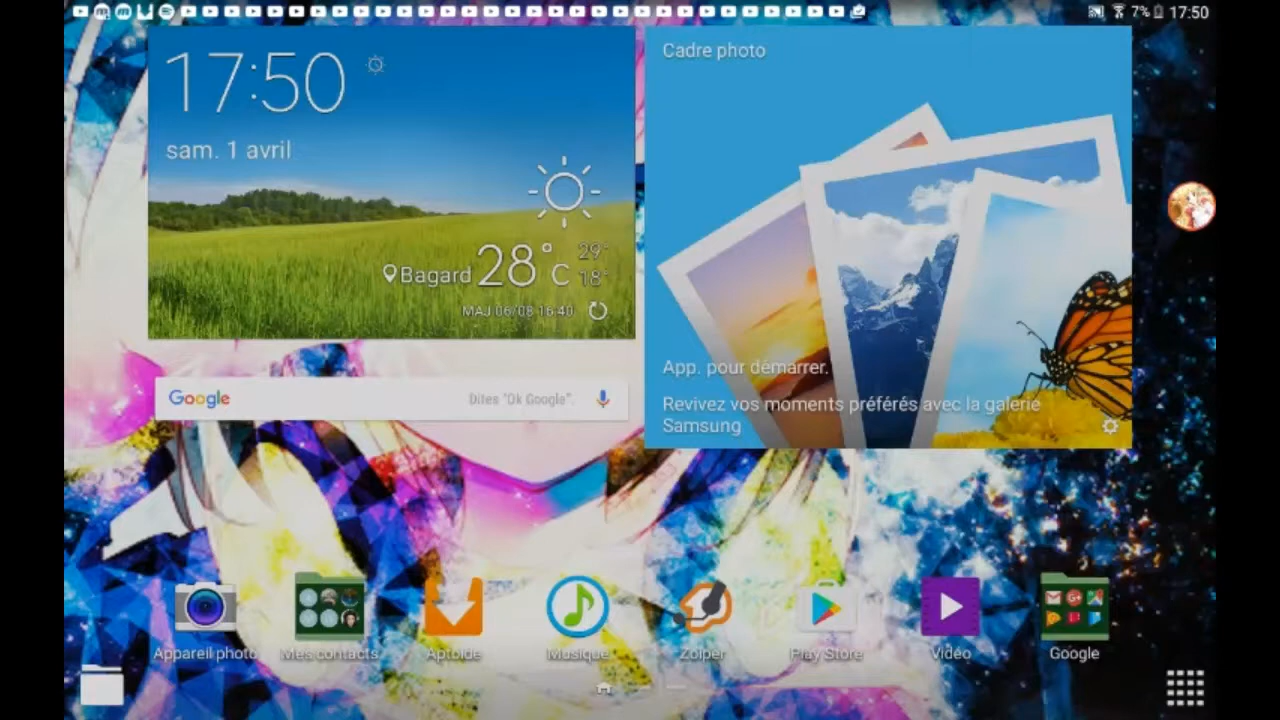 7% 17:50
17:50
sam. 1 avril
Bagard 28°C 29° 18°
MAJ 06/08 16:40
Google Dites "Ok Google".
Cadre photo
App. pour démarrer.
Revivez vos moments préférés avec la galerie
Samsung
Appareil photo
Mes contacts
Aptoide
Musique
Zoiper
Play Store
Vidéo
Google